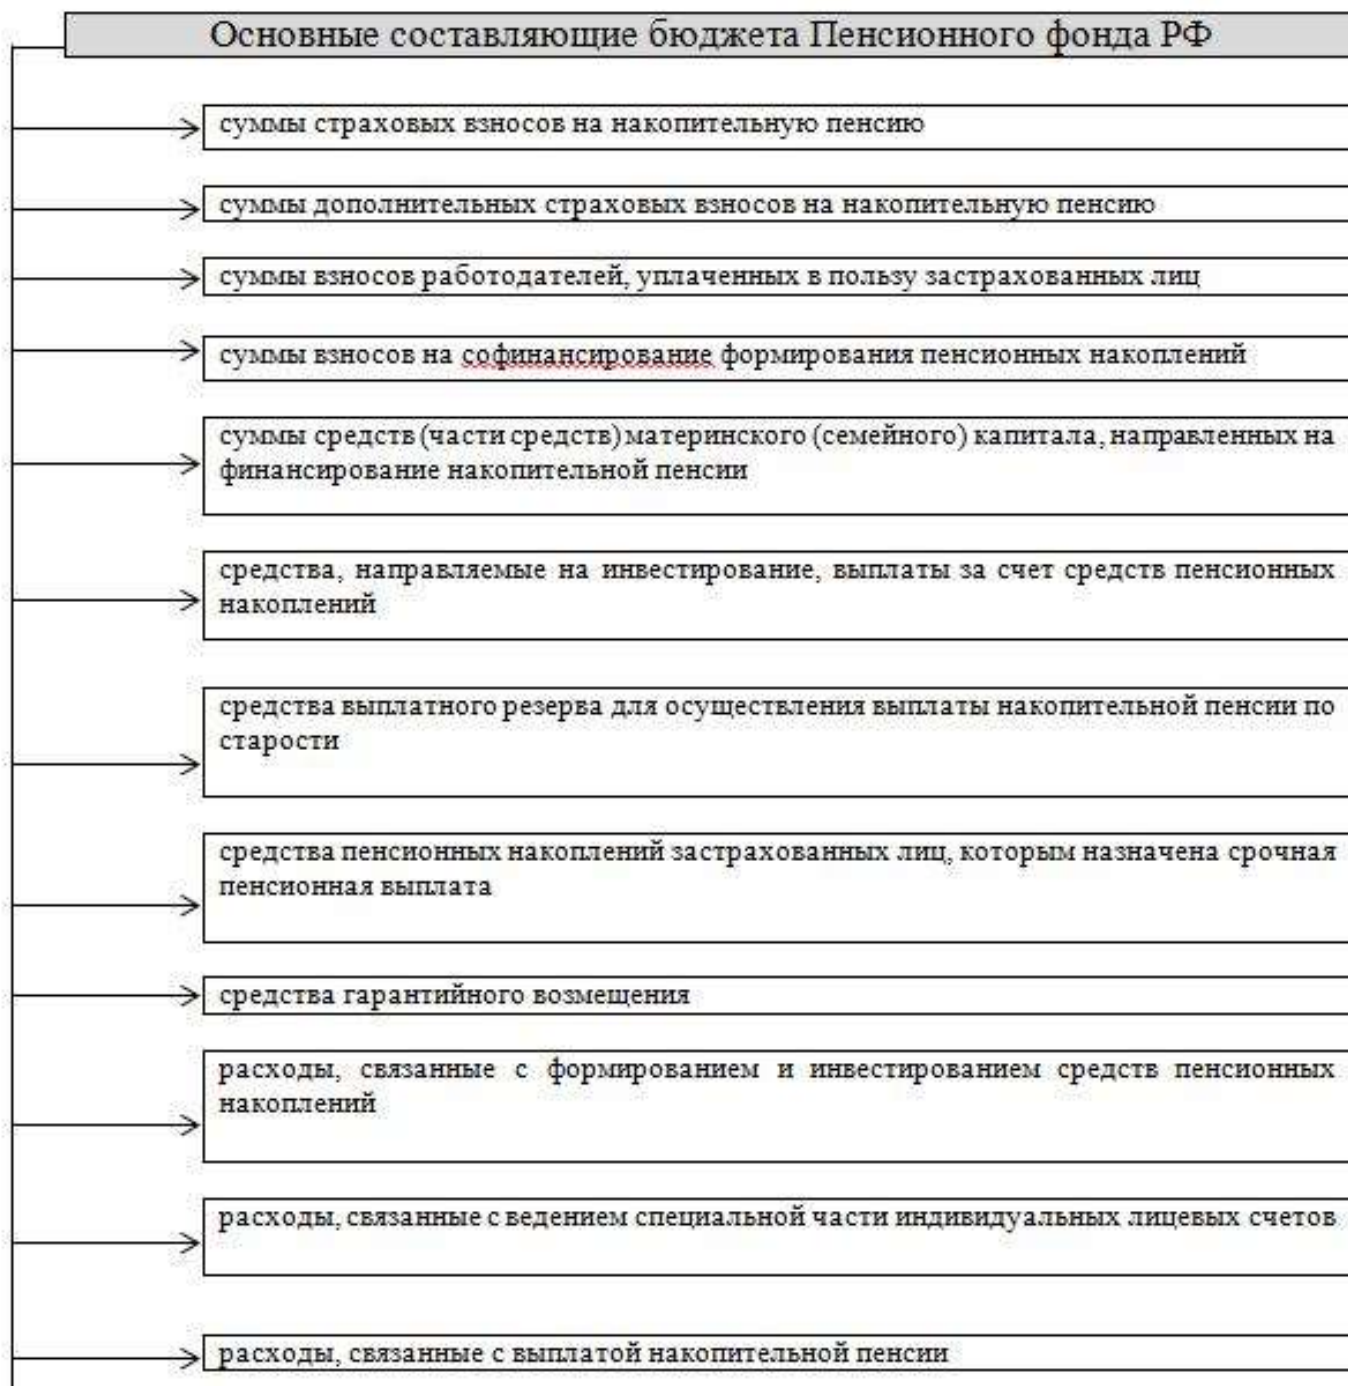 Основные составляющие бюджета Пенсионного фонда РФ
суммы страховых взносов на накопительную пенсию
суммы дополнительных страховых взносов на накопительную пенсию
суммы взносов работодателей, уплаченных в пользу застрахованных лиц
суммы взносов на софинансирование формирования пенсионных накоплений
суммы средств (части средств) материнского (семейного) капитала, направленных на
финансирование накопительной пенсии
средства, направляемые на инвестирование, выплаты за счет средств пенсионных
накоплений
средства выплатного резерва для осуществления выплаты накопительной пенсии по
старости
средства пенсионных накоплений застрахованных лиц, которым назначена срочная
пенсионная выплата
средства гарантийного возмещения
расходы, связанные с формированием и инвестированием средств пенсионных
накоплений
расходы, связанные с ведением специальной части индивидуальных лицевых счетов
расходы, связанные с выплатой накопительной пенсии